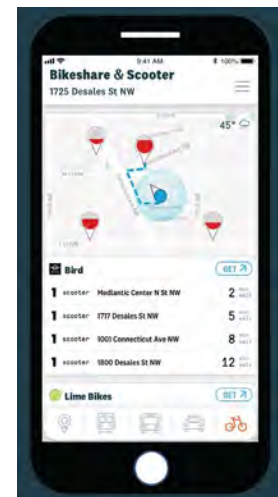 9:41 AM 100%
Bikeshare & Scooter
1725 Desales St NW
45°
Bird GET
1 scooter Mediantic Center N St NW 2 min walk
1 scooter 1717 Desales St NW 5 min walk
1 scooter 1001 Connecticut Ave NW 8 min walk
1 scooter 1800 Desales St NW 12 min walk
Lime Bikes GET